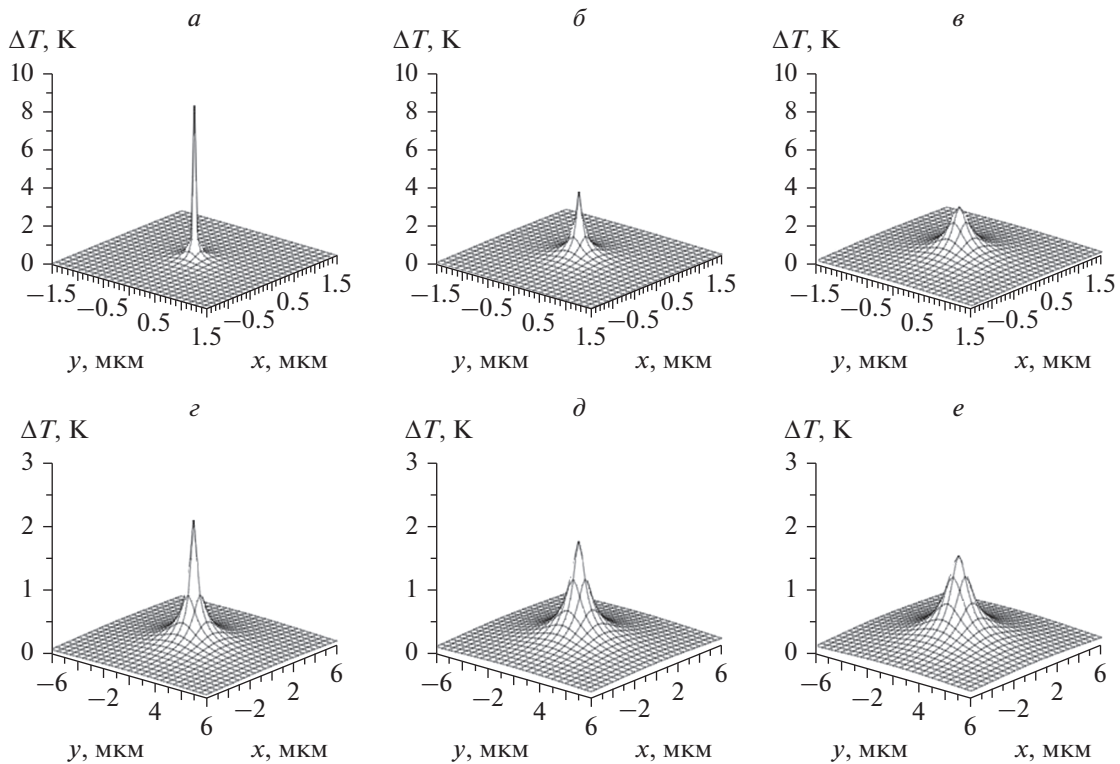 а б в
ΔT, K ΔT, K ΔT, K
10 10 10
8 8 8
6 6 6
4 4 4
2 2 2
0 0 0
−1.5 1.5 −1.5 1.5 −1.5 1.5
−0.5 0.5 −0.5 0.5 −0.5 0.5
0.5 −0.5 0.5 −0.5 0.5 −0.5
1.5 1.5 1.5
y, мкм x, мкм y, мкм x, мкм y, мкм x, мкм
г д е
ΔT, K ΔT, K ΔT, K
3 3 3
2 2 2
1 1 1
0 0 0
−6 6 −6 6 −6 6
−2 2 −2 2 −2 2
4 −2 4 −2 4 −2
6 6 6
y, мкм x, мкм y, мкм x, мкм y, мкм x, мкм